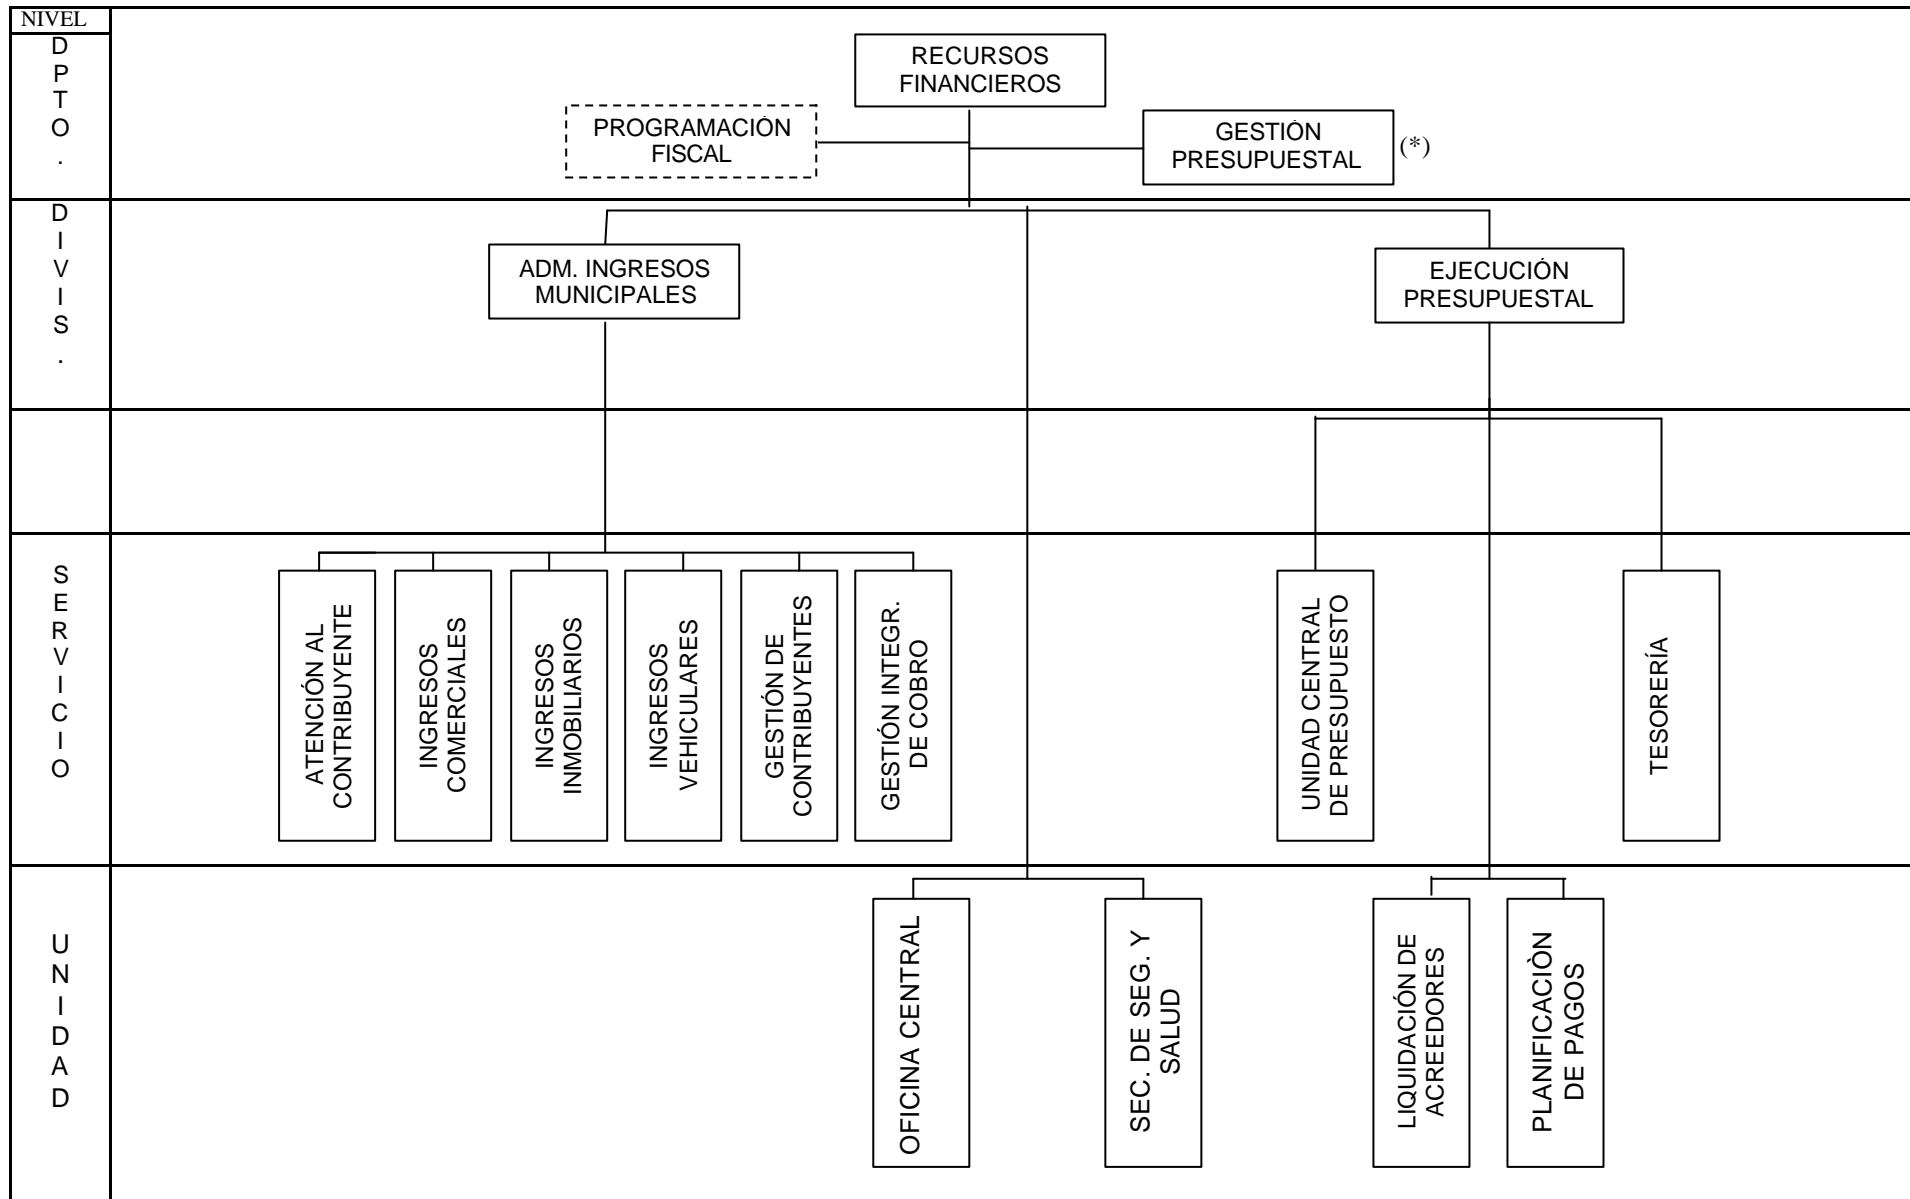 NIVEL
D
P
T
O
.
RECURSOS
FINANCIEROS
PROGRAMACIÓN
FISCAL
GESTIÓN
PRESUPUESTAL
(*)
D
I
V
I
S
.
ADM. INGRESOS
MUNICIPALES
EJECUCIÓN
PRESUPUESTAL
S
E
R
V
I
C
I
O
ATENCIÓN AL
CONTRIBUYENTE
INGRESOS
COMERCIALES
INGRESOS
INMOBILIARIOS
INGRESOS
VEHICULARES
GESTIÓN DE
CONTRIBUYENTES
GESTIÓN INTEGR.
DE COBRO
UNIDAD CENTRAL
DE PRESUPUESTO
TESORERÍA
U
N
I
D
A
D
OFICINA CENTRAL
SEC. DE SEG. Y
SALUD
LIQUIDACIÓN DE
ACREEDORES
PLANIFICACIÒN
DE PAGOS